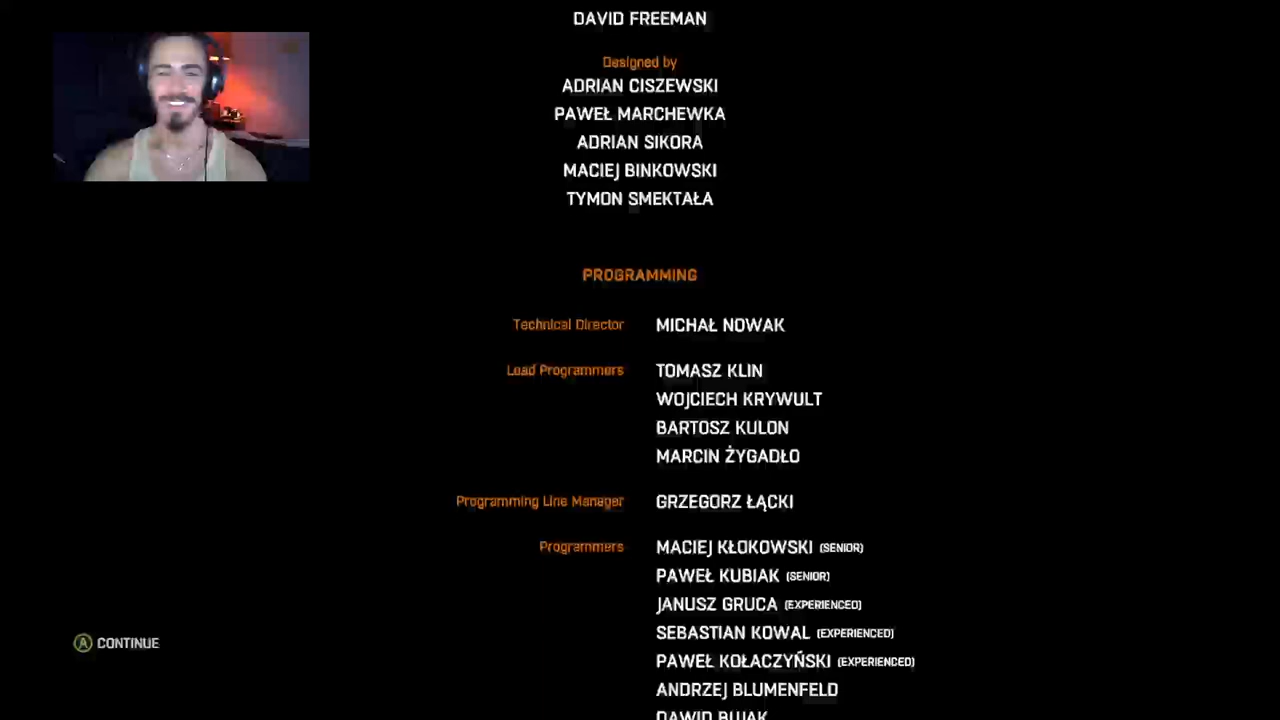 DAVID FREEMAN
Designed by
ADRIAN CISZEWSKI
PAWEŁ MARCHEWKA
ADRIAN SIKORA
MACIEJ BINKOWSKI
TYMON SMEKTAŁA
PROGRAMMING
Technical Director MICHAŁ NOWAK
Lead Programmers TOMASZ KLIN
WOJCIECH KRYWULT
BARTOSZ KULON
MARCIN ŻYGADŁO
Programming Line Manager GRZEGORZ ŁĄCKI
Programmers MACIEJ KŁOKOWSKI (SENIOR)
PAWEŁ KUBIAK (SENIOR)
JANUSZ GRUCA (EXPERIENCED)
SEBASTIAN KOWAL (EXPERIENCED)
PAWEŁ KOŁACZYŃSKI (EXPERIENCED)
A CONTINUE
ANDRZEJ BLUMENFELD
DAWID BUJAK